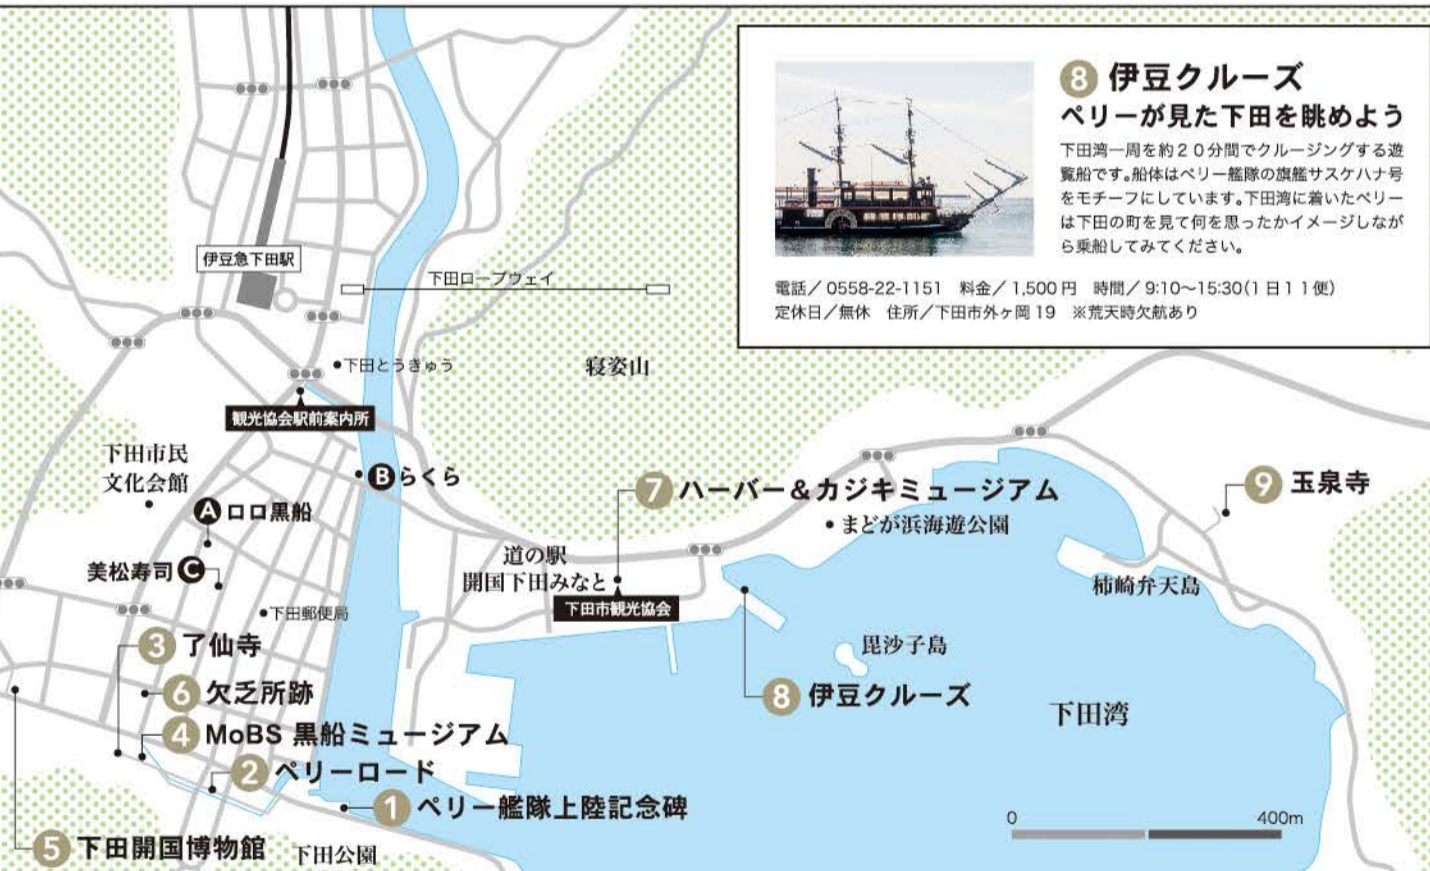 8 伊豆クルーズ
ペリーが見た下田を眺めよう
下田湾一周を約20分間でクルージングする遊
覧船です。船体はペリー艦隊の旗艦サスケハナ号
をモチーフにしています。下田湾に着いたペリー
は下田の町を見て何を思ったかイメージしなが
ら乗船してみてください。
電話／0558-22-1151　料金／1,500円　時間／9:10〜15:30（1日11便）
定休日／無休　住所／下田市外ヶ岡19　※荒天時欠航あり
伊豆急下田駅
下田ロープウェイ
下田とうきゅう
寝姿山
観光協会駅前案内所
下田市民
文化会館
B らくら
7 ハーバー＆カジキミュージアム
9 玉泉寺
A ロロ黒船
まどが浜海遊公園
道の駅
開国下田みなと
美松寿司 C
柿崎弁天島
下田市観光協会
下田郵便局
3 了仙寺
毘沙子島
6 欠乏所跡
8 伊豆クルーズ
下田湾
4 MoBS 黒船ミュージアム
2 ペリーロード
1 ペリー艦隊上陸記念碑
0 400m
5 下田開国博物館
下田公園